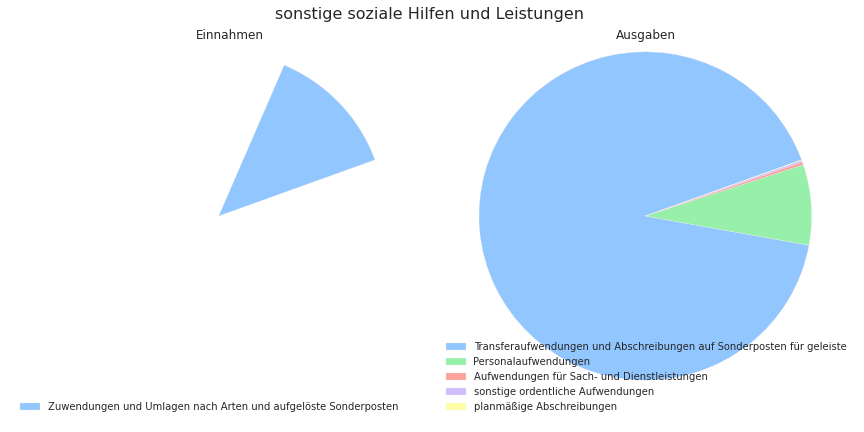 sonstige soziale Hilfen und Leistungen
Einnahmen
Ausgaben
Zuwendungen und Umlagen nach Arten und aufgelöste Sonderposten
Transferaufwendungen und Abschreibungen auf Sonderposten für geleiste
Personalaufwendungen
Aufwendungen für Sach- und Dienstleistungen
sonstige ordentliche Aufwendungen
planmäßige Abschreibungen